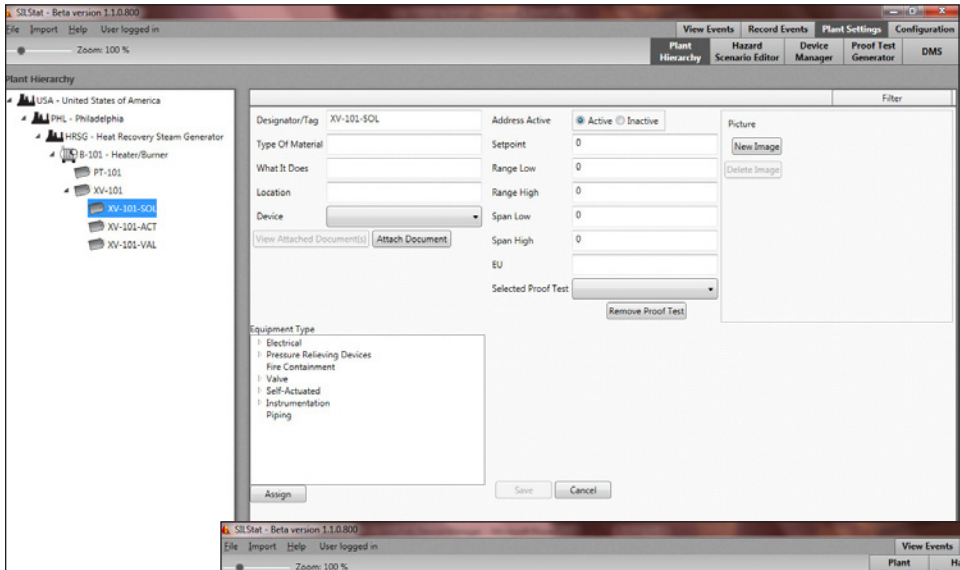 SILStat - Beta version 1.1.0.800
File Import Help User logged in
View Events Record Events Plant Settings Configuration
Zoom: 100 %
Plant Hierarchy Hazard Scenario Editor Device Manager Proof Test Generator DMS
Plant Hierarchy
USA - United States of America
PHL - Philadelphia
HRSG - Heat Recovery Steam Generator
B-101 - Heater/Burner
PT-101
XV-101
XV-101-SOL
XV-101-ACT
XV-101-VAL
Filter
Designator/Tag XV-101-SOL
Type Of Material
What It Does
Location
Device
View Attached Document(s) Attach Document
Address Active Active Inactive
Setpoint 0
Range Low 0
Range High 0
Span Low 0
Span High 0
EU
Selected Proof Test
Remove Proof Test
Picture
New Image
Delete Image
Equipment Type
Electrical
Pressure Relieving Devices
Fire Containment
Valve
Self-Actuated
Instrumentation
Piping
Assign
Save Cancel
SILStat - Beta version 1.1.0.800
File Import Help User logged in
View Events
Zoom: 100 %
Plant